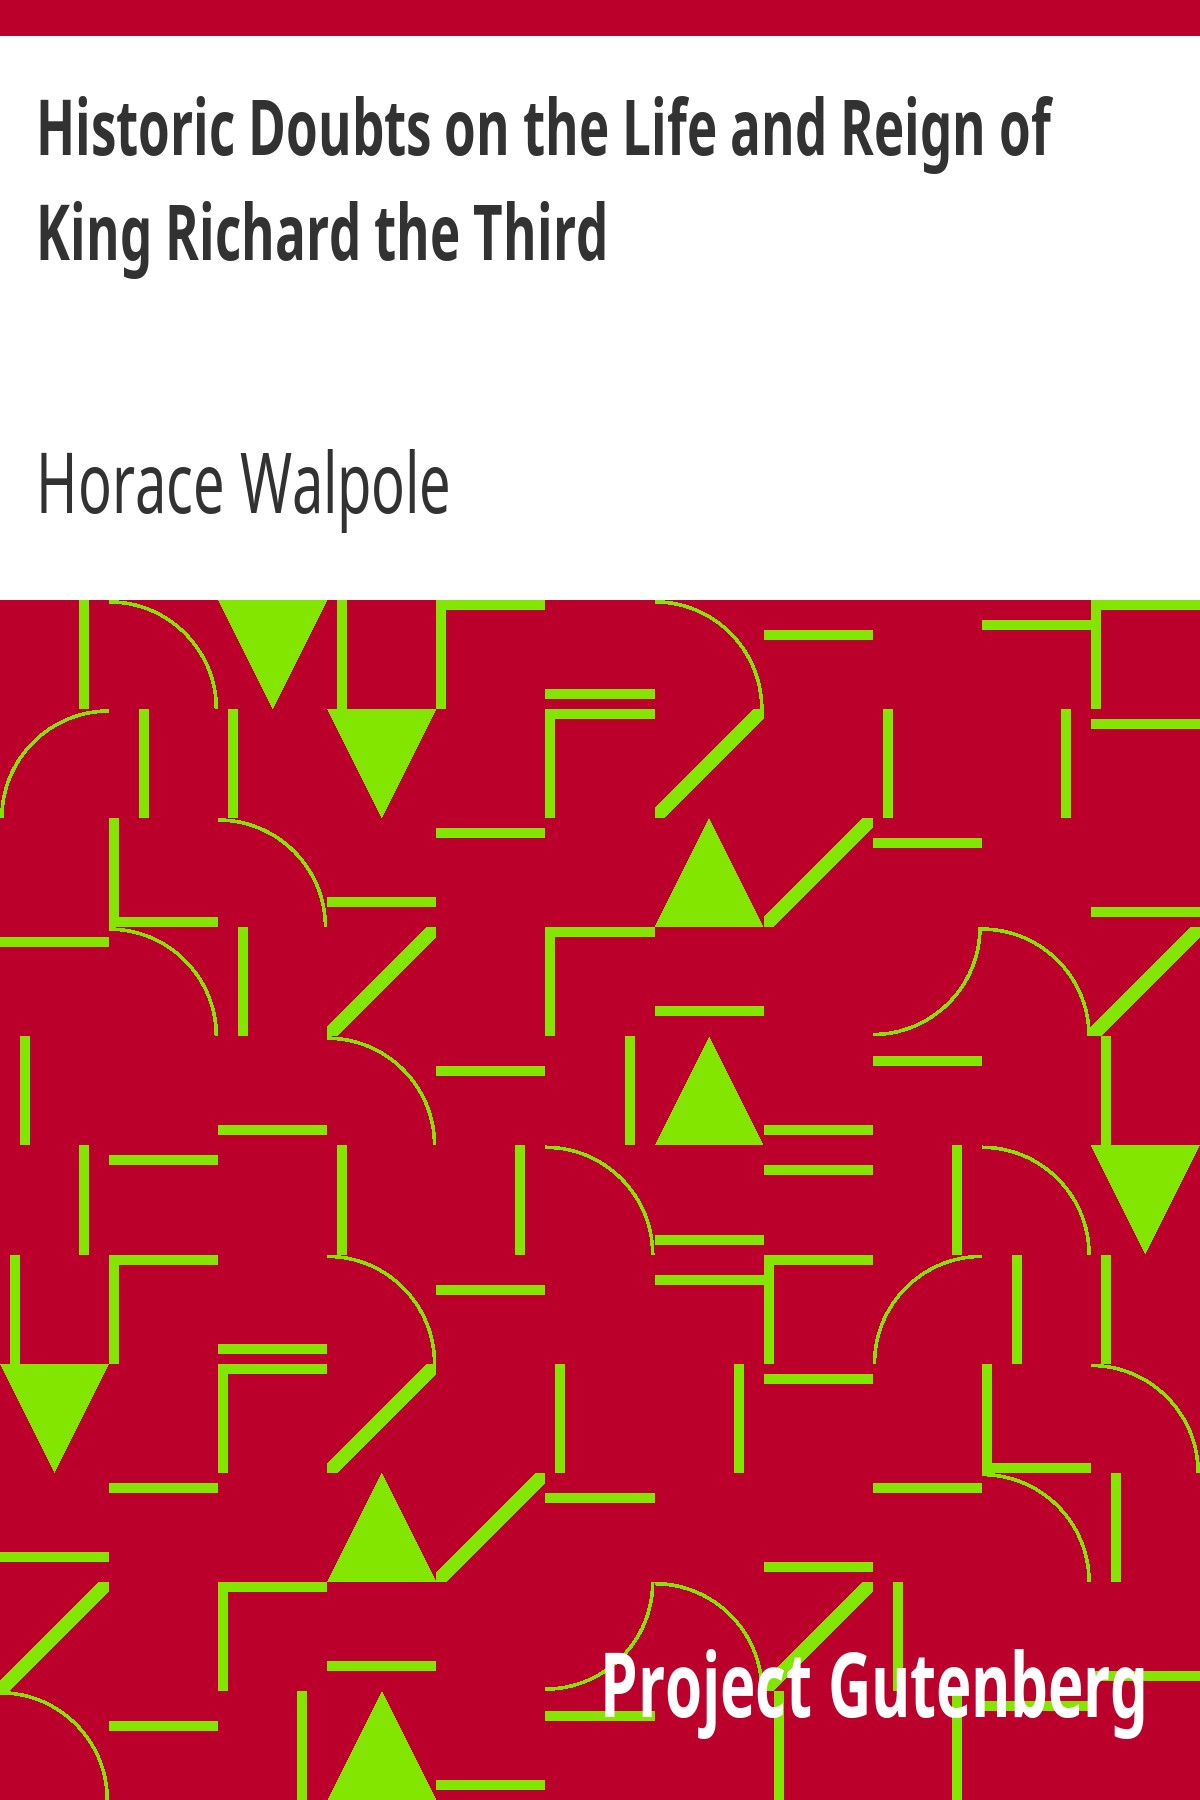 Historic Doubts on the Life and Reign of
King Richard the Third
Horace Walpole
Project Gutenberg